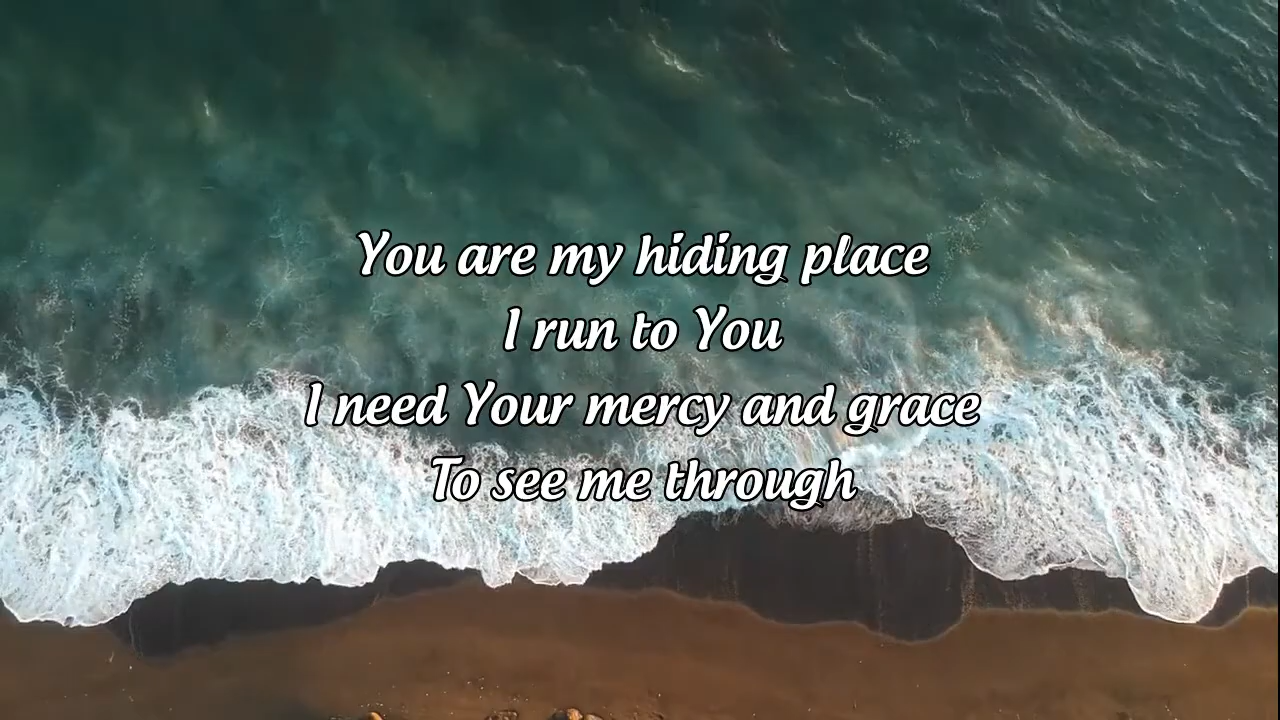 You are my hiding place
I run to You
I need Your mercy and grace
To see me through